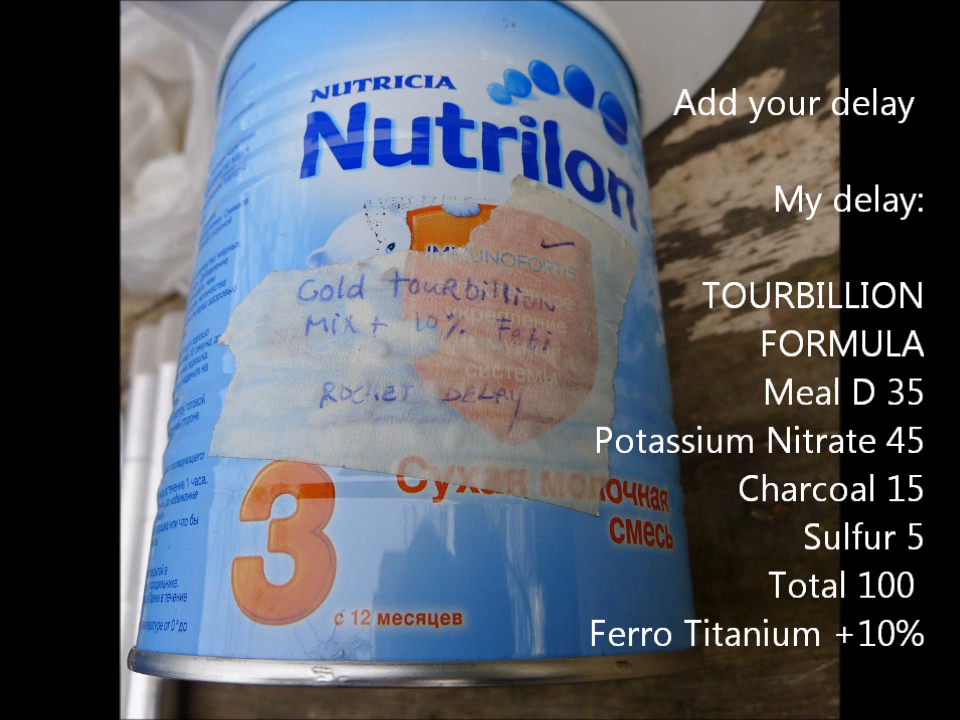 NUTRICIA
Nutrilon
IMMUNOFORTIS
Gold Tourbillion
Mix + 10% Feti
ROCKET DELAY
системы
3
Сухая молочная
смесь
с 12 месяцев
Add your delay
My delay:
TOURBILLION
FORMULA
Meal D 35
Potassium Nitrate 45
Charcoal 15
Sulfur 5
Total 100
Ferro Titanium +10%